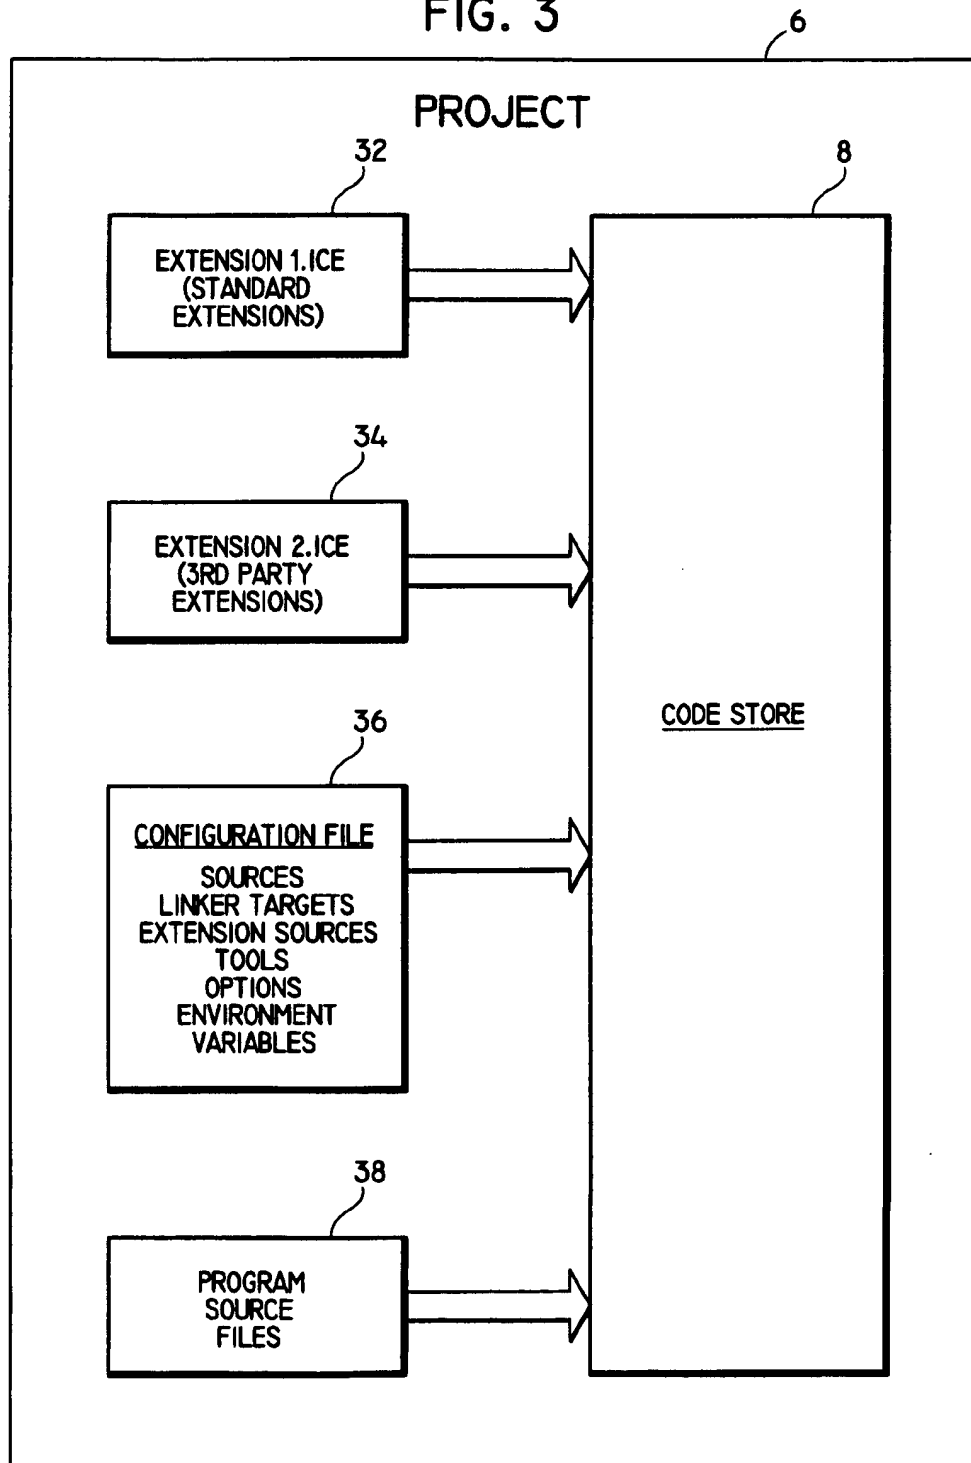 FIG. 3
6
PROJECT
32
8
EXTENSION 1.ICE
(STANDARD
EXTENSIONS)
34
EXTENSION 2.ICE
(3RD PARTY
EXTENSIONS)
CODE STORE
36
CONFIGURATION FILE
SOURCES
LINKER TARGETS
EXTENSION SOURCES
TOOLS
OPTIONS
ENVIRONMENT
VARIABLES
38
PROGRAM
SOURCE
FILES